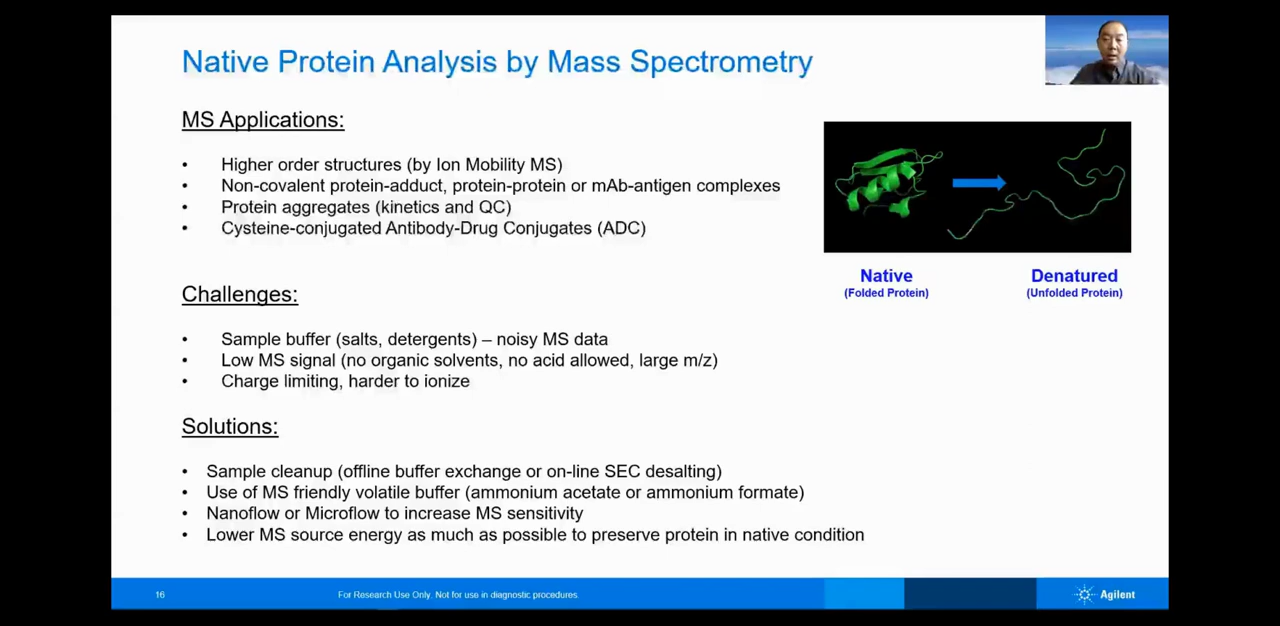 Native Protein Analysis by Mass Spectrometry
MS Applications:
• Higher order structures (by Ion Mobility MS)
• Non-covalent protein-adduct, protein-protein or mAb-antigen complexes
• Protein aggregates (kinetics and QC)
• Cysteine-conjugated Antibody-Drug Conjugates (ADC)
Native
(Folded Protein)
Denatured
(Unfolded Protein)
Challenges:
• Sample buffer (salts, detergents) – noisy MS data
• Low MS signal (no organic solvents, no acid allowed, large m/z)
• Charge limiting, harder to ionize
Solutions:
• Sample cleanup (offline buffer exchange or on-line SEC desalting)
• Use of MS friendly volatile buffer (ammonium acetate or ammonium formate)
• Nanoflow or Microflow to increase MS sensitivity
• Lower MS source energy as much as possible to preserve protein in native condition
16
For Research Use Only. Not for use in diagnostic procedures.
Agilent